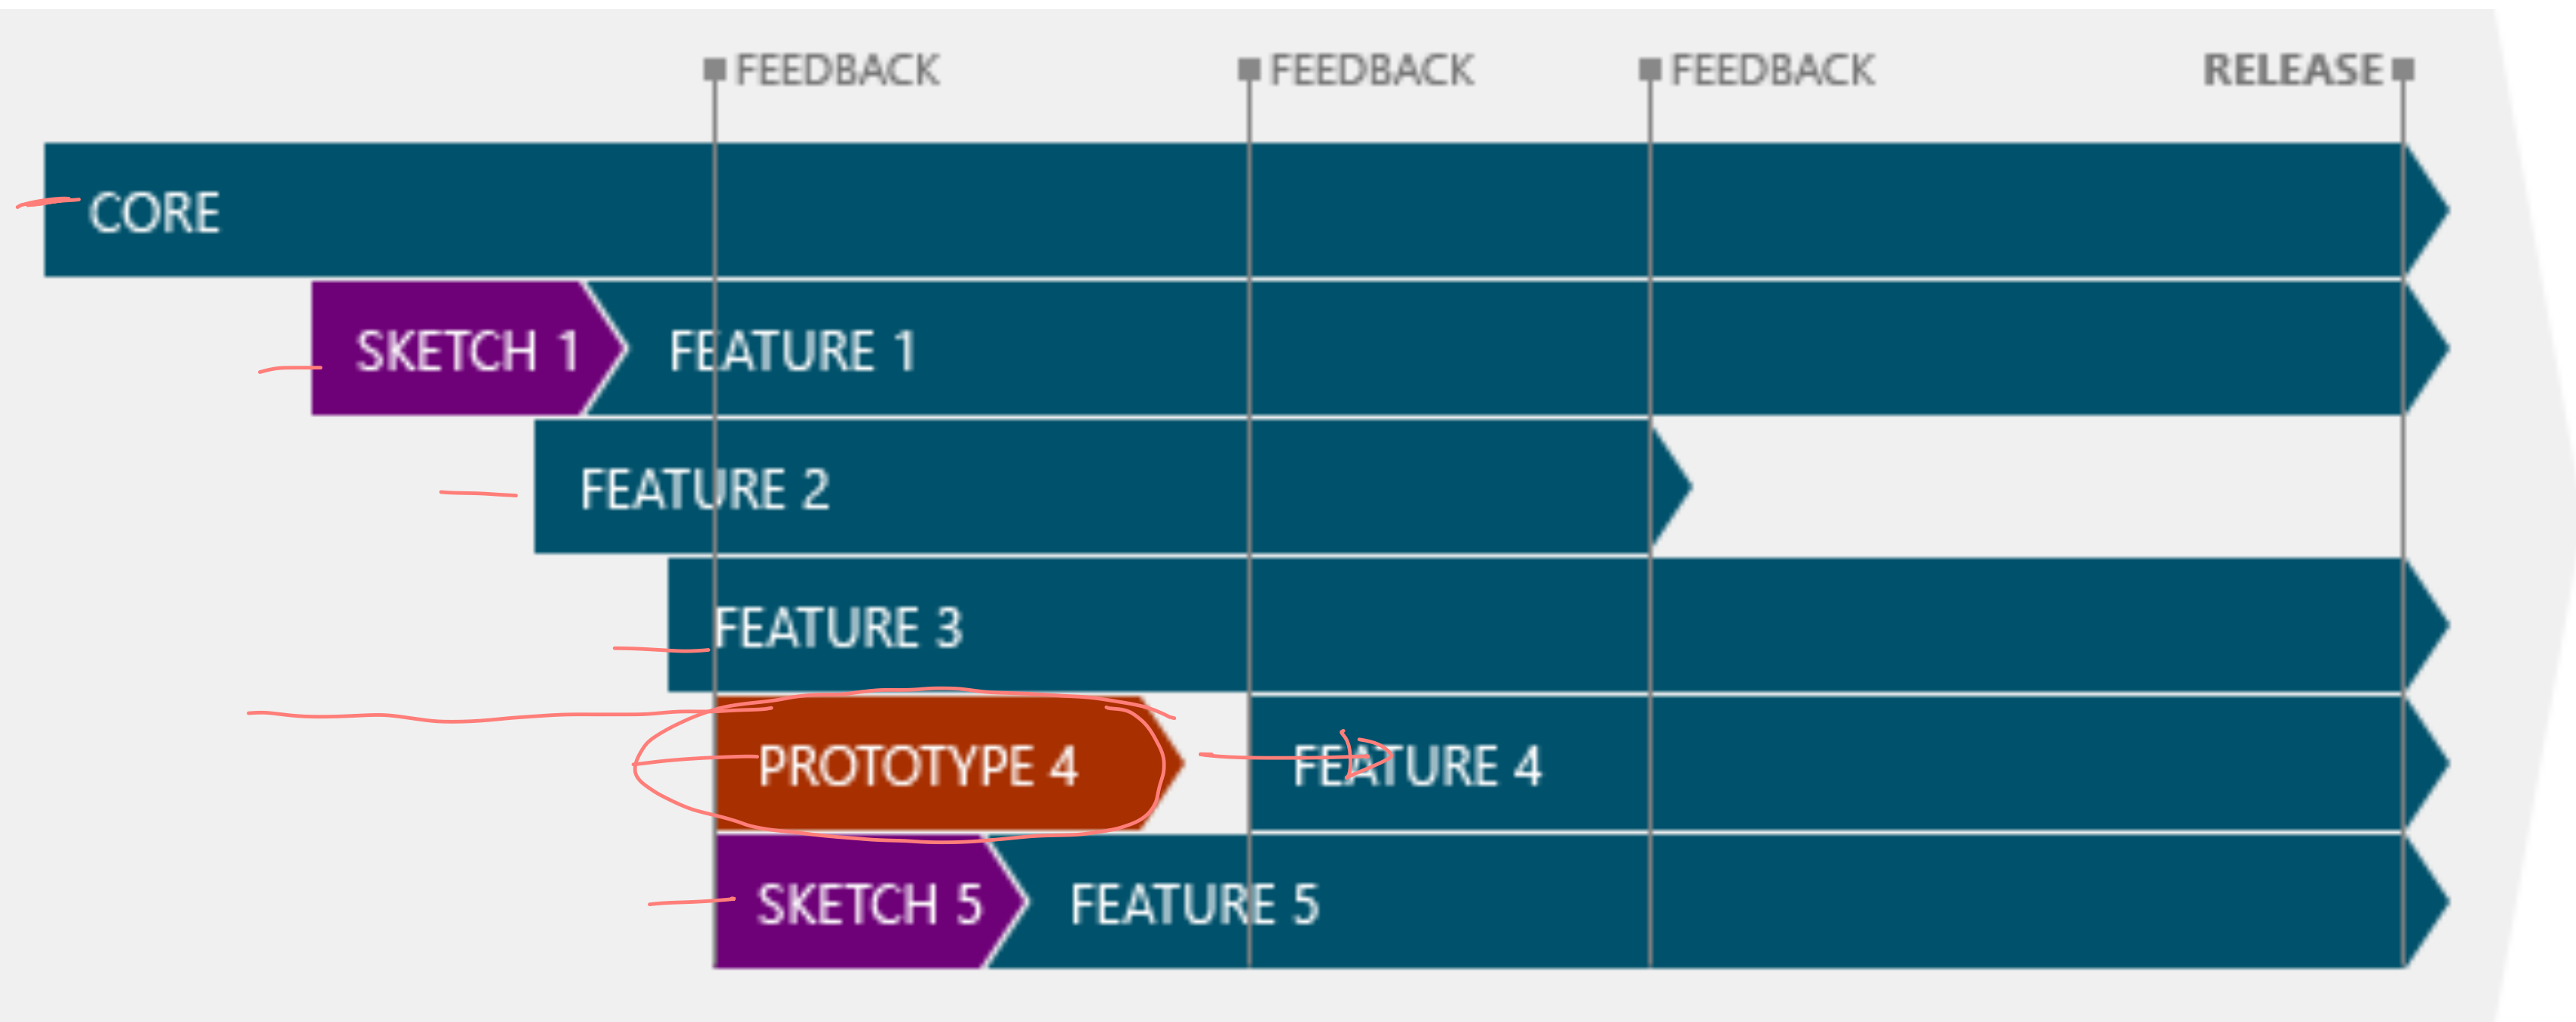 FEEDBACK FEEDBACK FEEDBACK RELEASE
CORE
SKETCH 1 FEATURE 1
FEATURE 2
FEATURE 3
PROTOTYPE 4 FEATURE 4
SKETCH 5 FEATURE 5